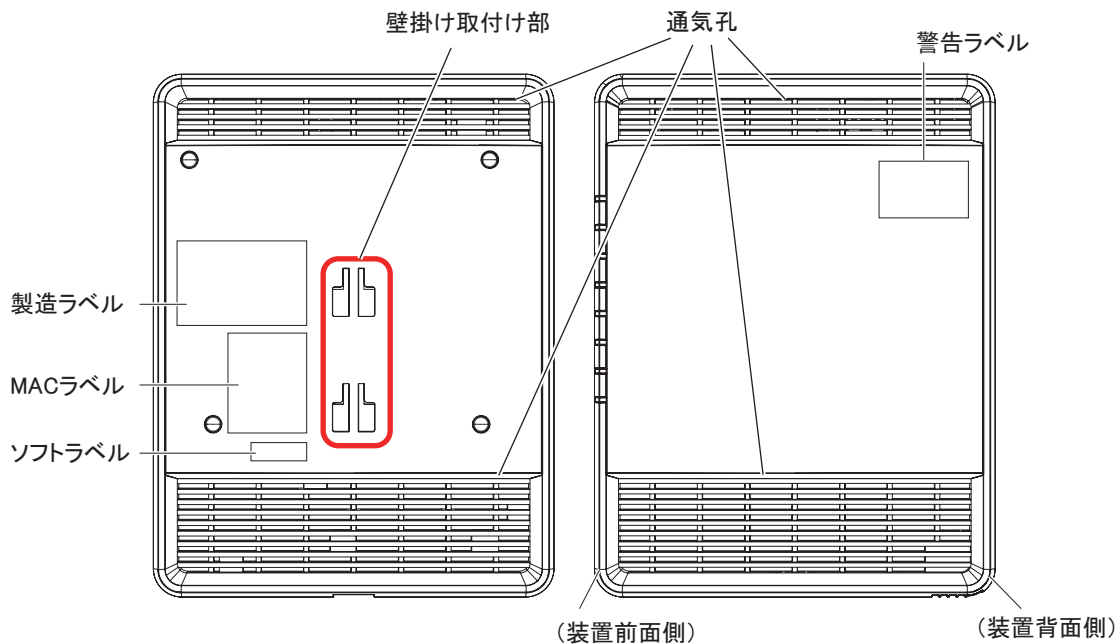 壁掛け取付け部
通気孔
警告ラベル
製造ラベル
MACラベル
ソフトラベル
（装置前面側）
（装置背面側）